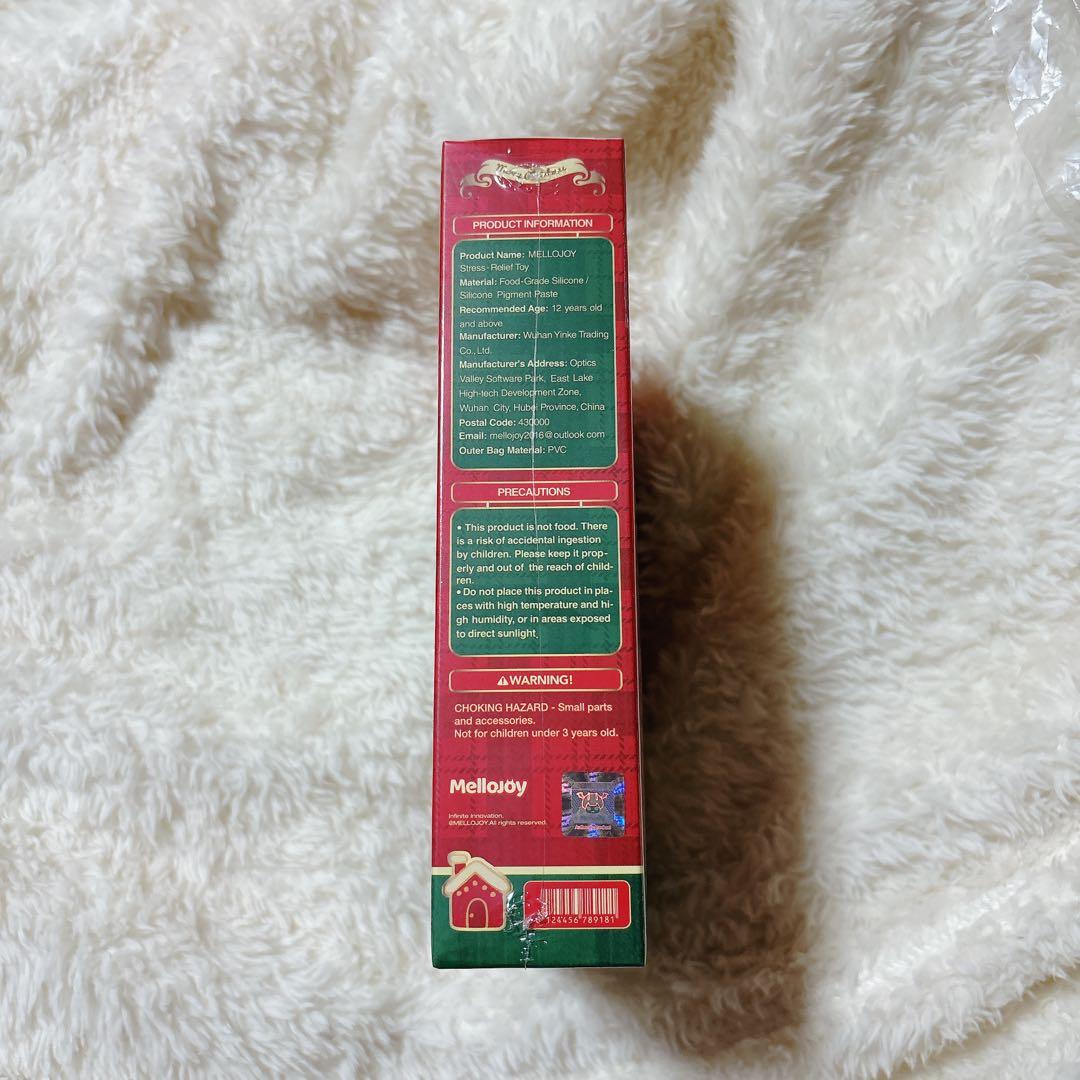 Merry Christmas
PRODUCT INFORMATION
Product Name: MELLOJOY
Stress-Relief Toy
Material: Food-Grade Silicone /
Silicone Pigment Paste
Recommended Age: 12 years old
and above
Manufacturer: Wuhan Yinke Trading
Co., Ltd.
Manufacturer's Address: Optics
Valley Software Park, East Lake
High-tech Development Zone,
Wuhan City, Hubei Province, China
Postal Code: 430000
Email: mellojoy2016@outlook.com
Outer Bag Material: PVC
PRECAUTIONS
• This product is not food. There
is a risk of accidental ingestion
by children. Please keep it prop-
erly and out of the reach of child-
ren.
• Do not place this product in pla-
ces with high temperature and hi-
gh humidity, or in areas exposed
to direct sunlight.
⚠WARNING!
CHOKING HAZARD - Small parts
and accessories.
Not for children under 3 years old.
MelloJoy
Infinite Innovation.
@MELLOJOY.All rights reserved.
124456 789181